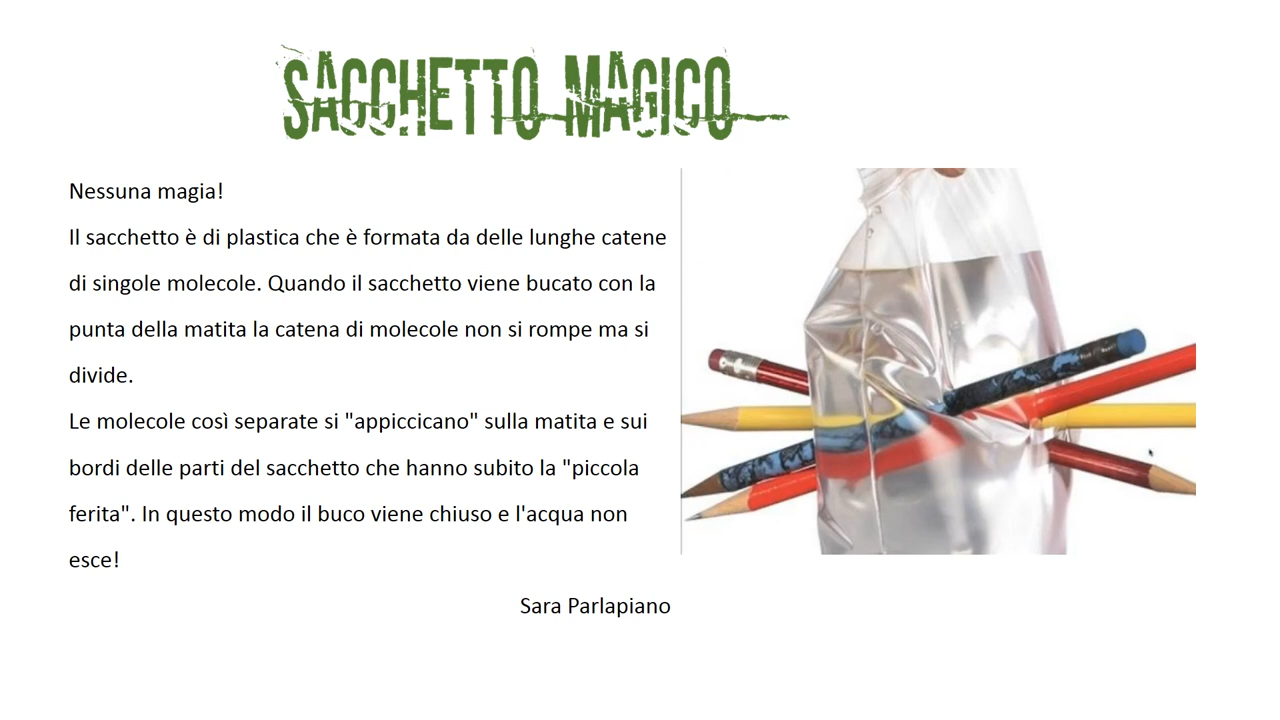 SACCHETTO MAGICO
Nessuna magia!
Il sacchetto è di plastica che è formata da delle lunghe catene
di singole molecole. Quando il sacchetto viene bucato con la
punta della matita la catena di molecole non si rompe ma si
divide.
Le molecole così separate si "appiccicano" sulla matita e sui
bordi delle parti del sacchetto che hanno subito la "piccola
ferita". In questo modo il buco viene chiuso e l'acqua non
esce!
Sara Parlapiano